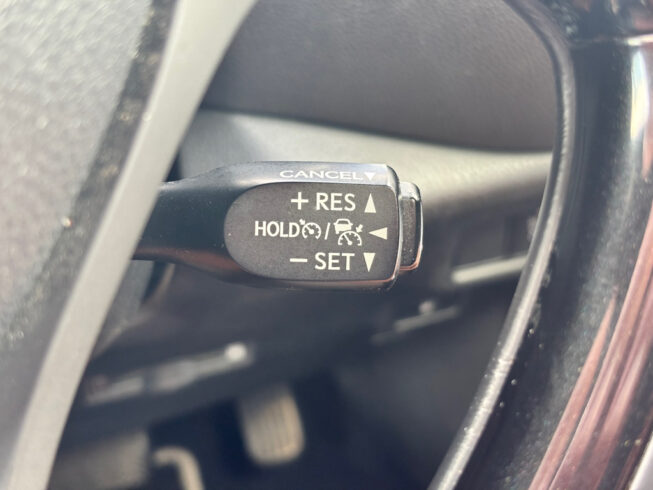 CANCEL▼
+ RES ▲
HOLD / ◀
− SET ▼